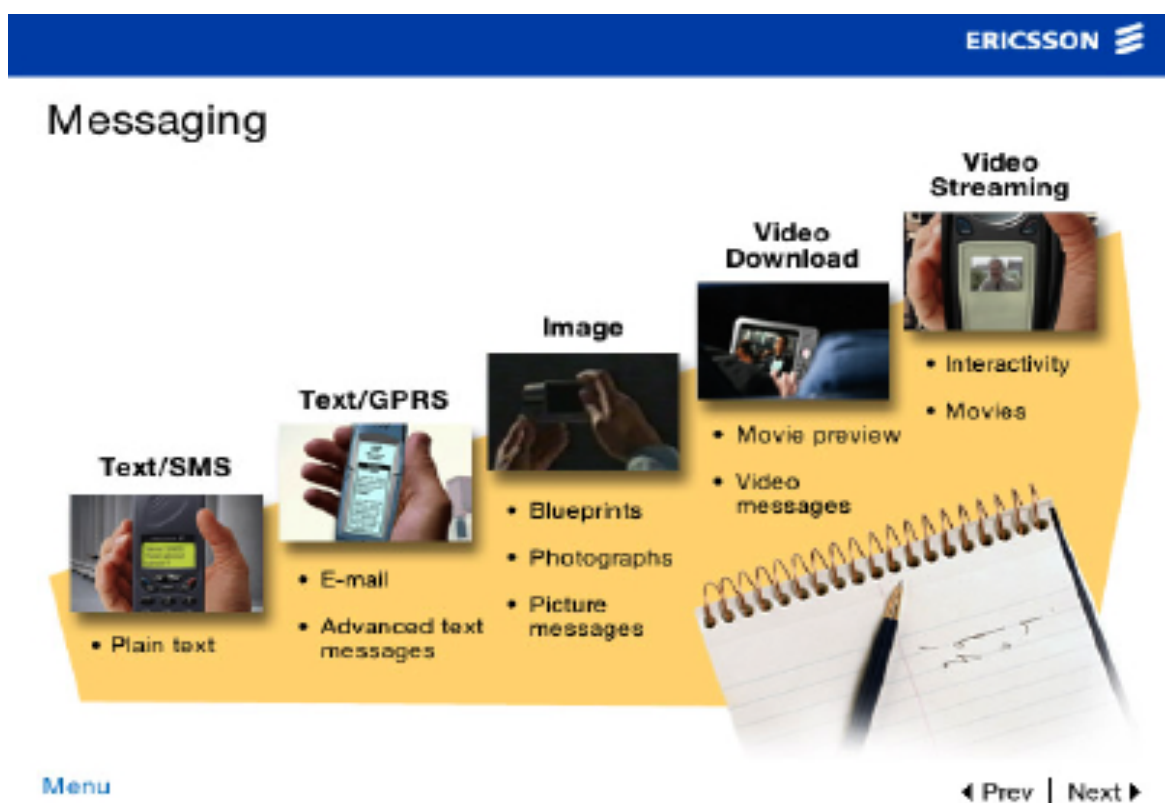 ERICSSON
Messaging
Text/SMS
• Plain text
Text/GPRS
• E-mail
• Advanced text
messages
Image
• Blueprints
• Photographs
• Picture
messages
Video
Download
• Movie preview
• Video
messages
Video
Streaming
• Interactivity
• Movies
Menu
Prev | Next